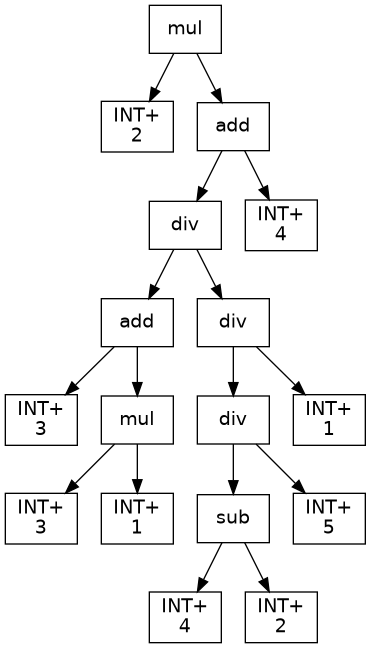 mul
INT+
2
add
div
INT+
4
add
div
INT+
3
mul
div
INT+
1
INT+
3
INT+
1
sub
INT+
5
INT+
4
INT+
2